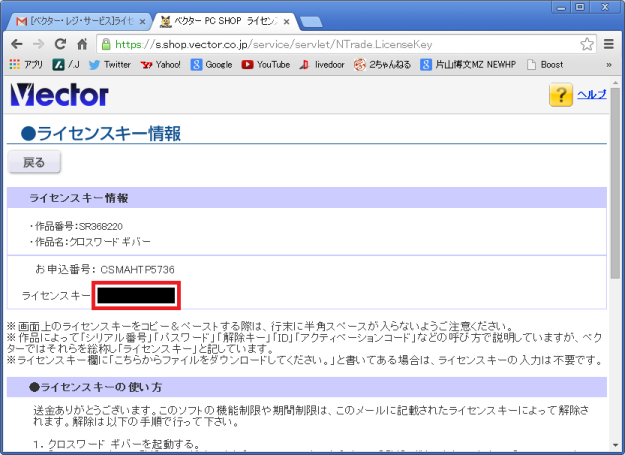 [ベクター・レジ・サービス]ライセ
ベクター PC SHOP ライセンス
https://s.shop.vector.co.jp/service/servlet/NTrade.LicenseKey
アプリ /.J Twitter Yahoo! Google YouTube livedoor 2ちゃんねる 片山博文MZ NEWHP Boost »
Vector
? ヘルプ
●ライセンスキー情報
戻る
ライセンスキー情報
・作品番号:SR368220
・作品名:クロスワード ギバー
お申込番号: CSMAHTP5736
ライセンスキー
※画面上のライセンスキーをコピー＆ペーストする際は、行末に半角スペースが入らないようご注意ください。
※作品によって「シリアル番号」「パスワード」「解除キー」「ID」「アクティベーションコード」などの呼び方で説明していますが、ベク
ターではそれらを総称し「ライセンスキー」と記しています。
※ライセンスキー欄に「こちらからファイルをダウンロードしてください。」と書いてある場合は、ライセンスキーの入力は不要です。
●ライセンスキーの使い方
送金ありがとうございます。このソフトの機能制限や期間制限は、このメールに記載されたライセンスキーによって解除さ
れます。解除は以下の手順で行って下さい。
1. クロスワード ギバーを起動する。